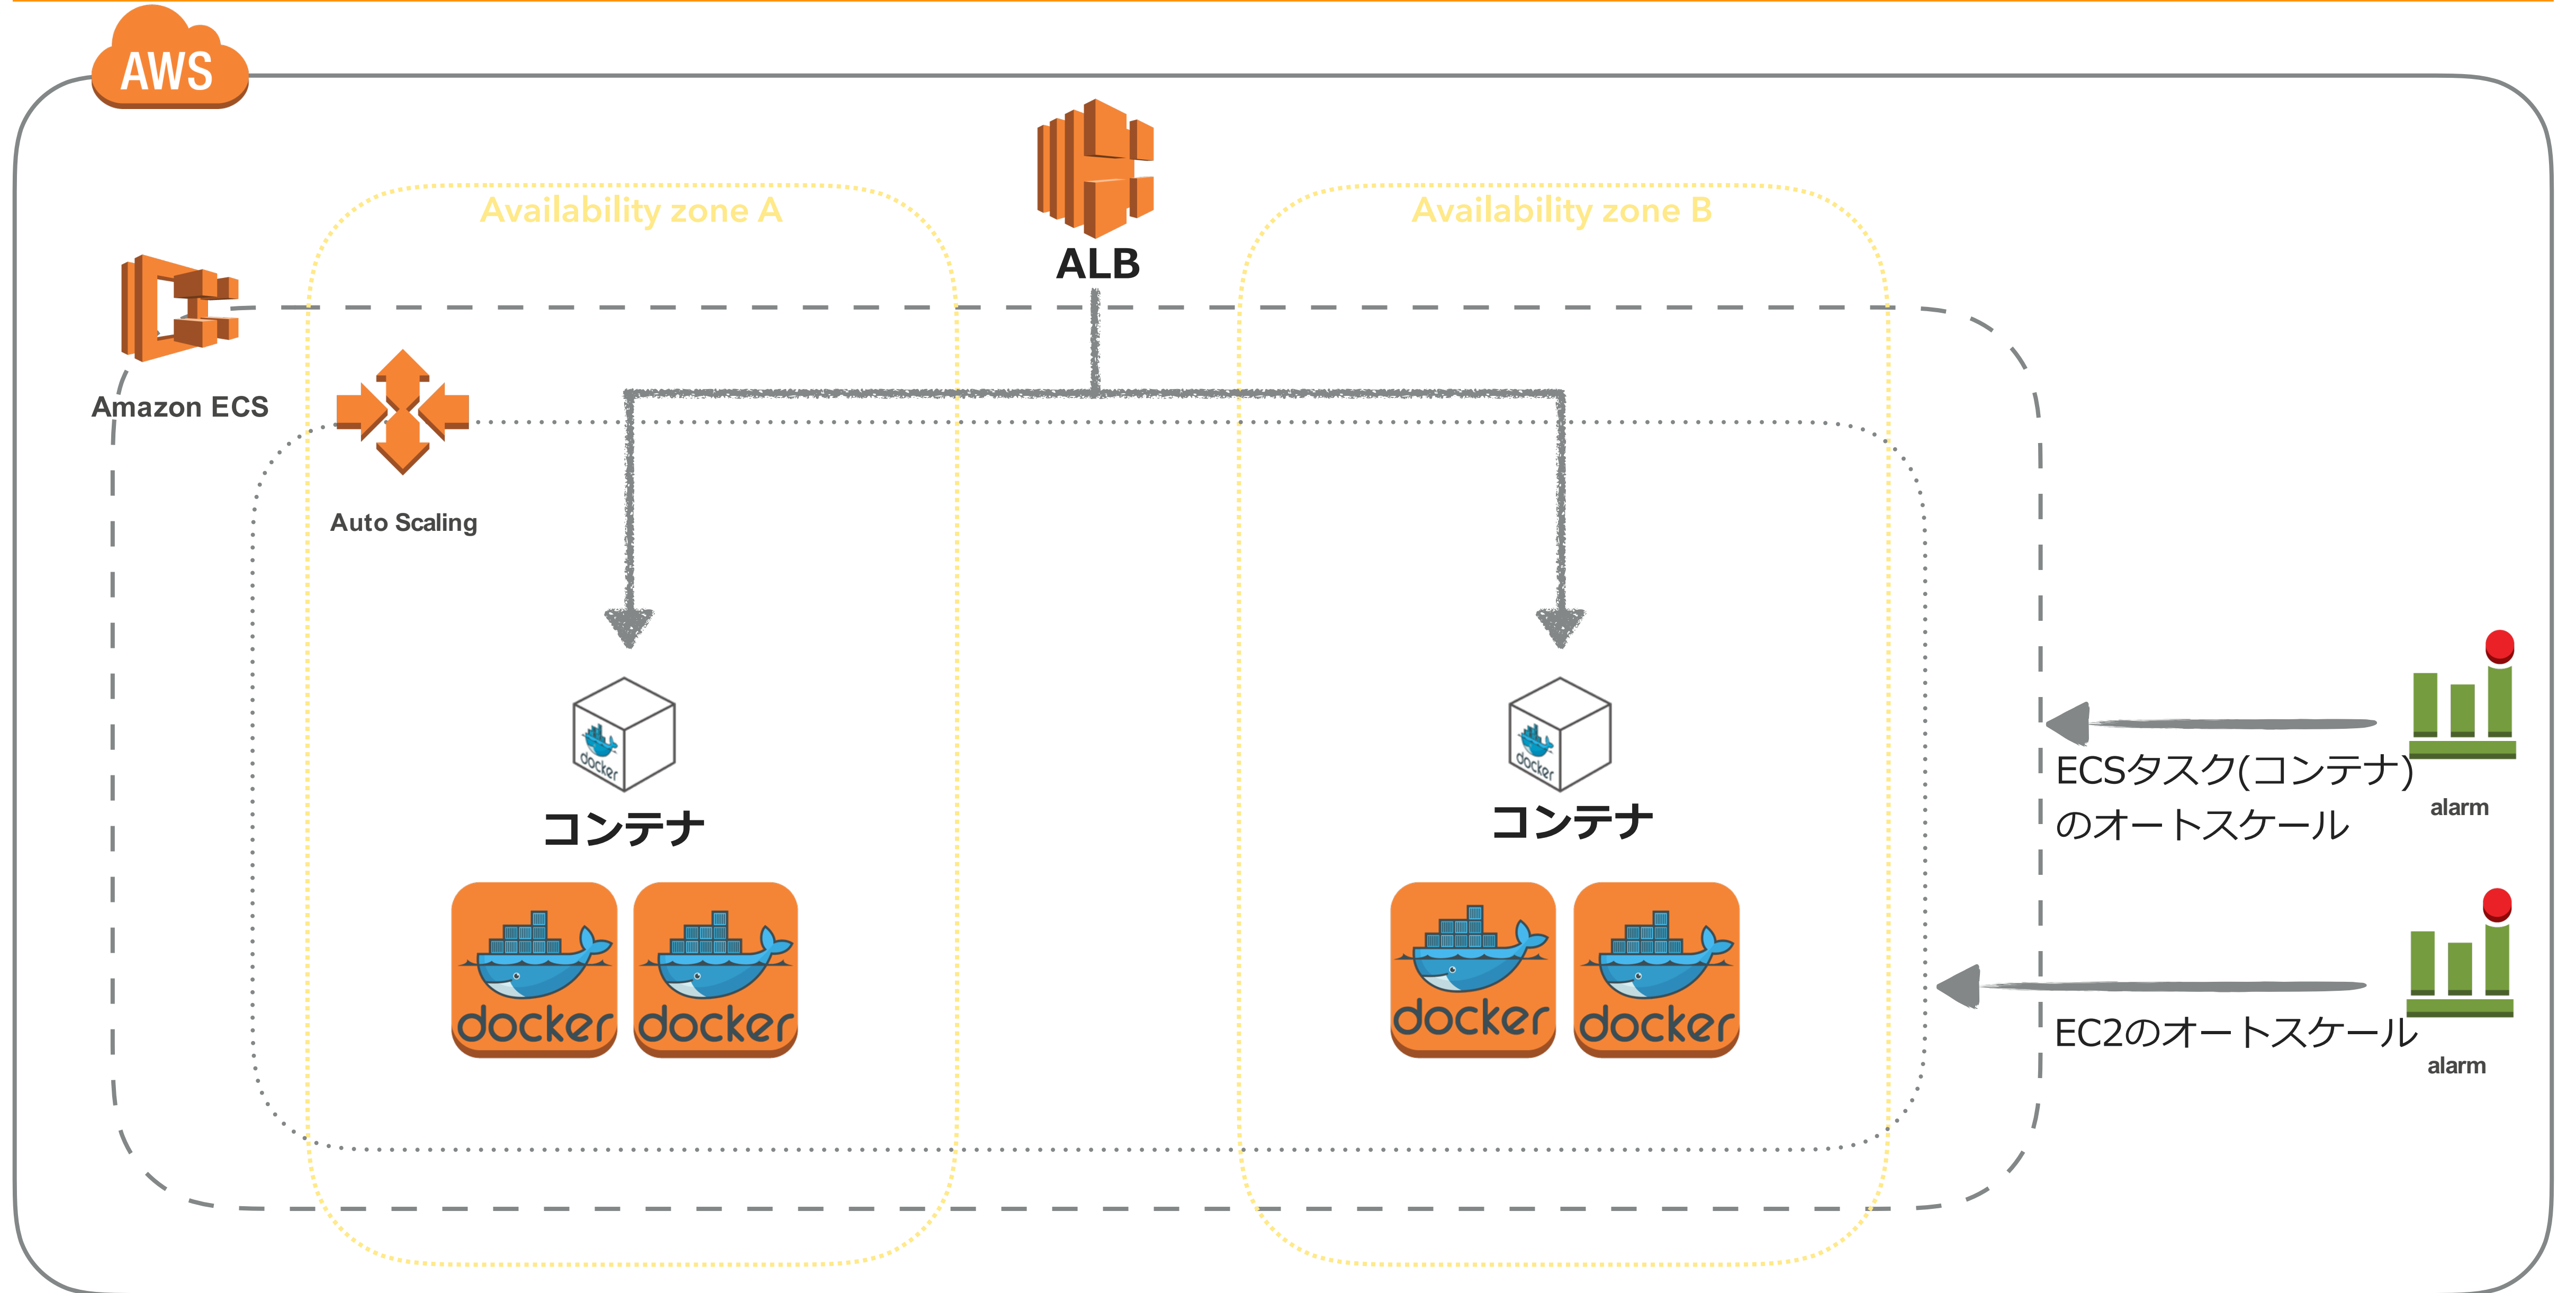 AWS
Availability zone A
Availability zone B
ALB
Amazon ECS
Auto Scaling
docker
docker
コンテナ
コンテナ
ECSタスク(コンテナ)
のオートスケール
alarm
docker
docker
docker
docker
EC2のオートスケール
alarm